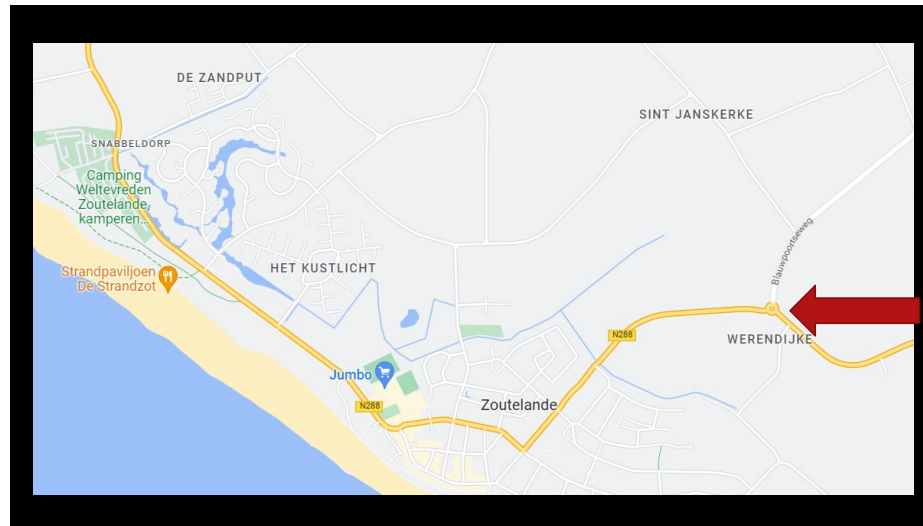 DE ZANDPUT
SINT JANSKERKE
SNABBELDORP
Camping
Weltevreden
Zoutelande,
kamperen...
Blauwpoortseweg
Strandpaviljoen
De Strandzot
HET KUSTLICHT
N288
WERENDIJKE
Jumbo
N288
Zoutelande